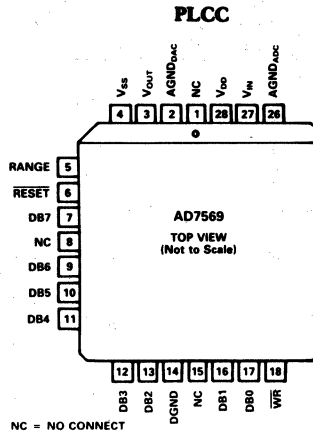 PLCC
VSS VOUT AGNDDAC NC VDD VIN AGNDADC
4 3 2 1 28 27 26
RANGE 5
RESET 6
DB7 7
NC 8
DB6 9
DB5 10
DB4 11
AD7569
TOP VIEW
(Not to Scale)
12 13 14 15 16 17 18
DB3 DB2 DGND NC DB1 DB0 WR
NC = NO CONNECT